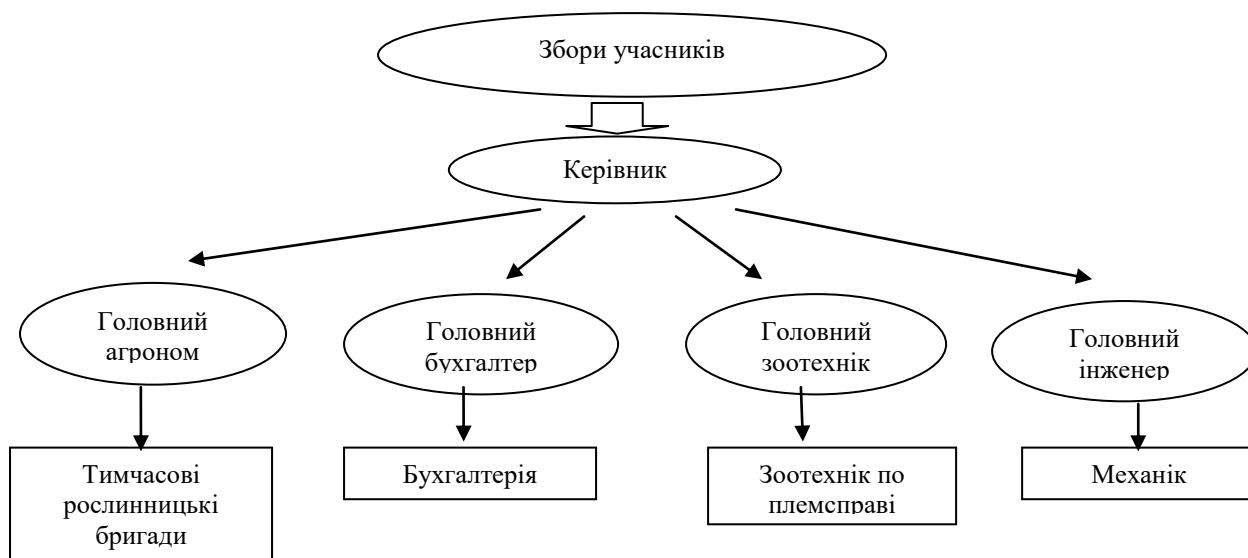 Збори учасників
Керівник
Головний
агроном
Головний
бухгалтер
Головний
зоотехнік
Головний
інженер
Тимчасові
рослинницькі
бригади
Бухгалтерія
Зоотехнік по
племсправі
Механік